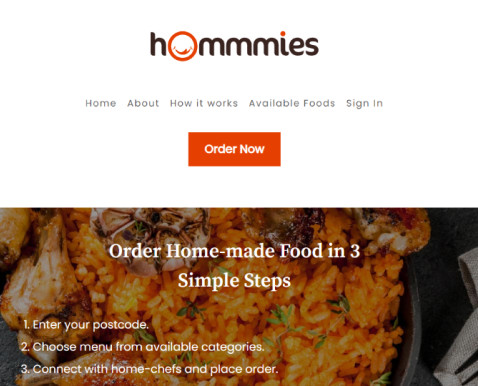 hommmies
Home About How it works Available Foods Sign In
Order Now
Order Home-made Food in 3
Simple Steps
1. Enter your postcode.
2. Choose menu from available categories.
3. Connect with home-chefs and place order.